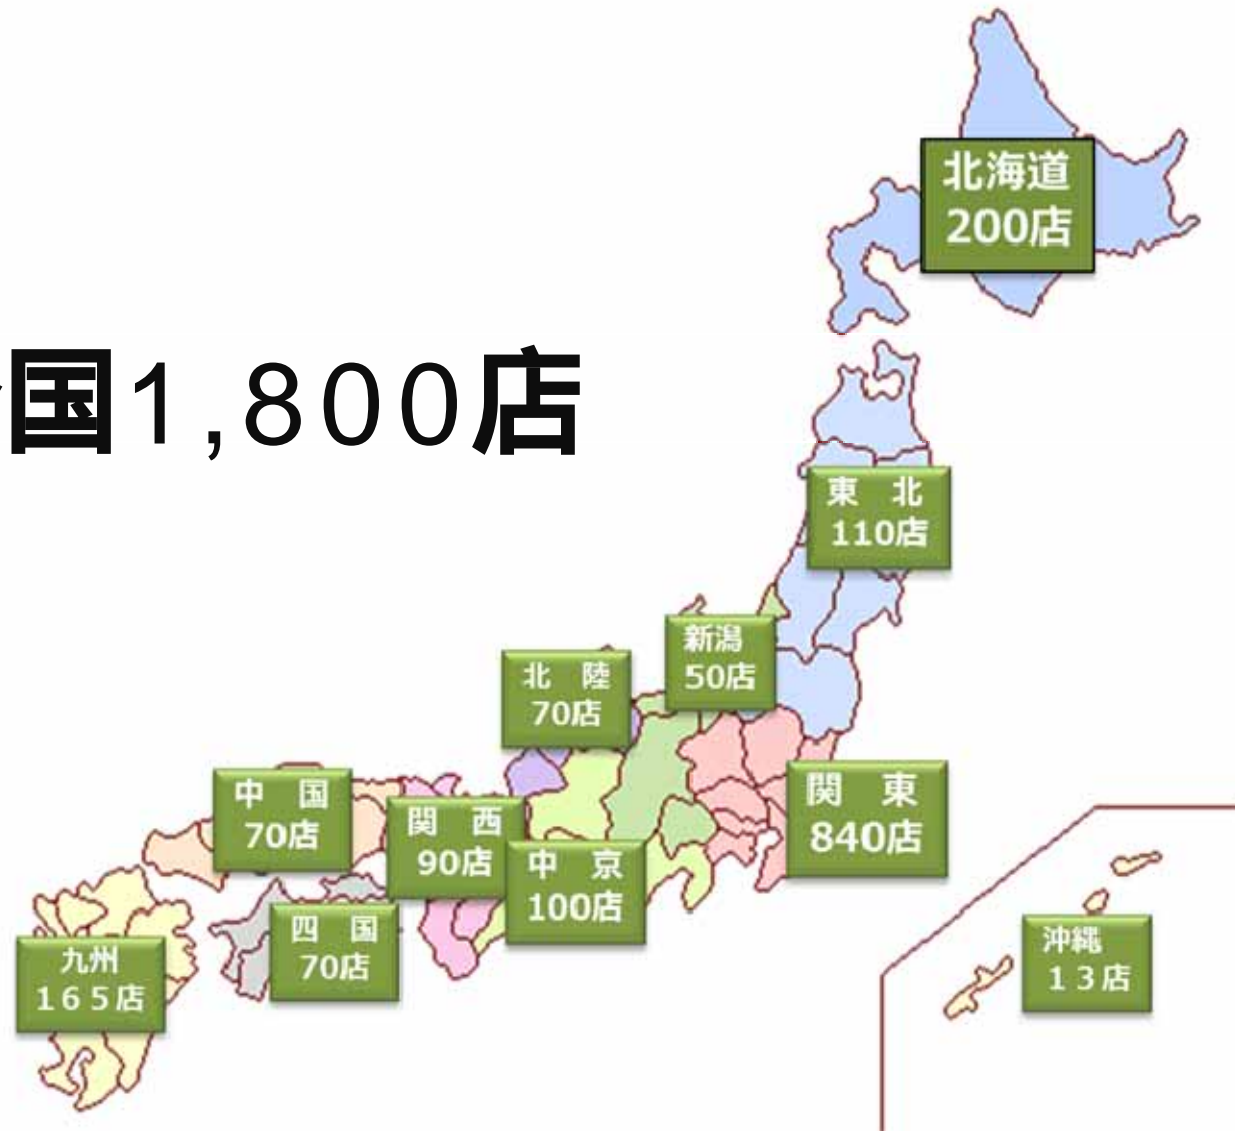 北海道
200店
国1,800店
東　北
110店
新潟
50店
北　陸
70店
関　東
840店
中　国
70店
関　西
90店
中　京
100店
四　国
70店
九州
１６５店
沖縄
１３店